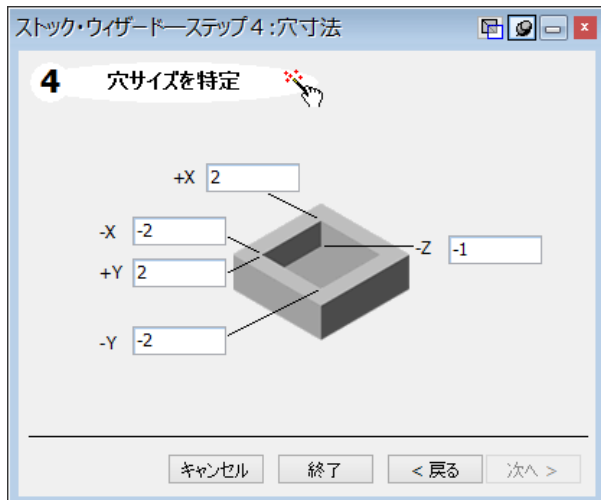 ストック・ウィザード―ステップ4:穴寸法
4 穴サイズを特定
+X 2
-X -2
-Z -1
+Y 2
-Y -2
キャンセル 終了 < 戻る 次へ >